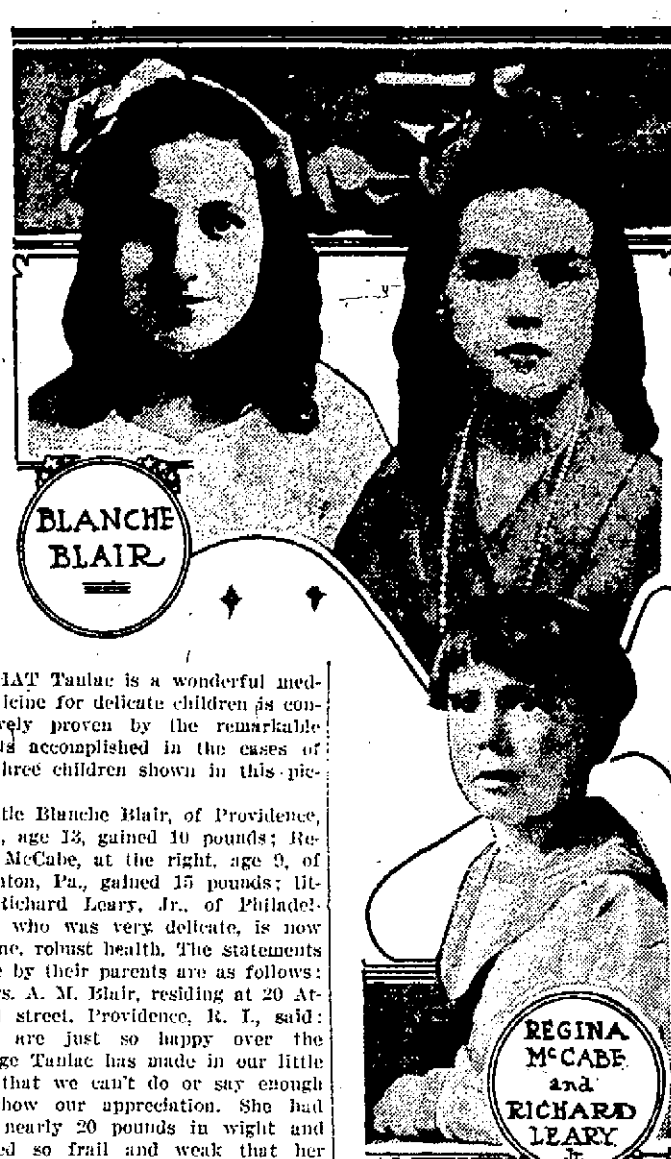 BLANCHE
BLAIR
HAT Tanlac is a wonderful med-
icine for delicate children is con-
vely proven by the remarkable
accomplished in the cases of
hree children shown in this pic-
tle Blanche Blair, of Providence,
, age 13, gained 10 pounds; Re-
McCabe, at the right, age 9, of
nton, Pa., gained 15 pounds; lit-
Richard Leary, Jr., of Philadel-
who was very delicate, is now
ne, robust health. The statements
e by their parents are as follows:
rs. A. M. Blair, residing at 20 At-
street, Providence, R. I., said:
are just so happy over the
ge Tanlac has made in our little
that we can't do or say enough
how our appreciation. She had
nearly 20 pounds in wight and
ed so frail and weak that her
REGINA
McCABE
and
RICHARD
LEARY
Jr.